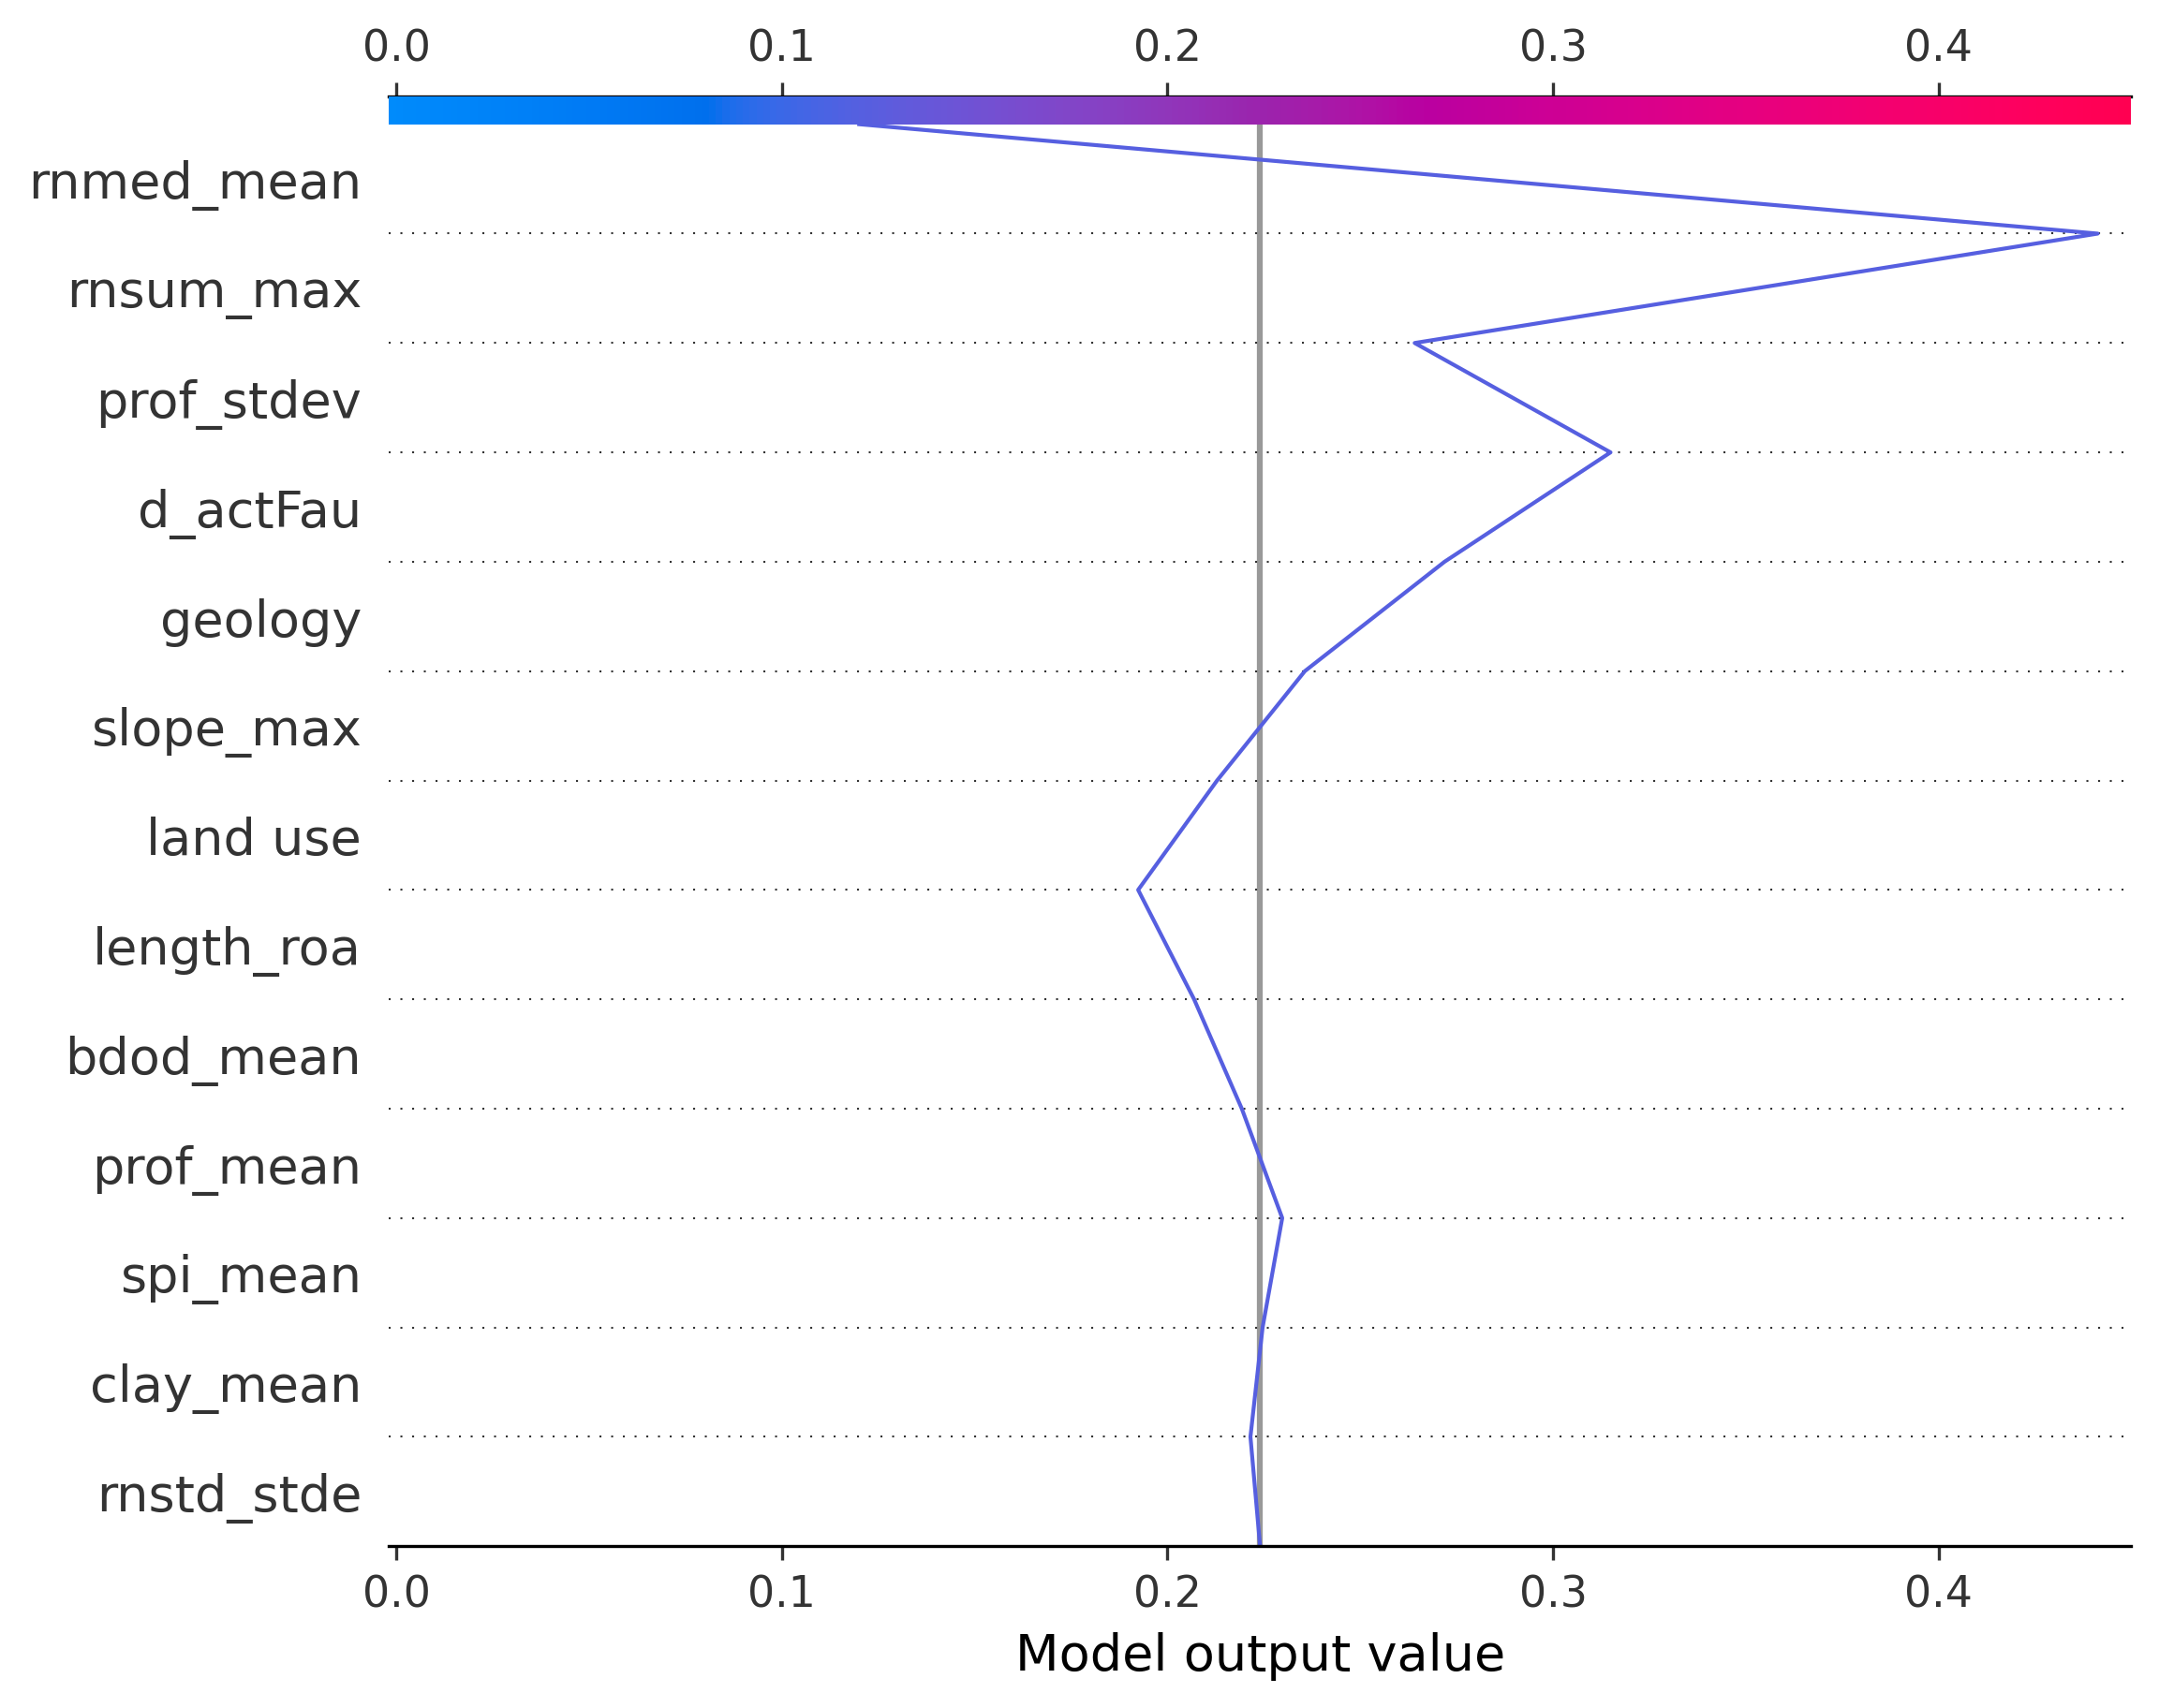 0.0 0.1 0.2 0.3 0.4
rnmed_mean
rnsum_max
prof_stdev
d_actFau
geology
slope_max
land use
length_roa
bdod_mean
prof_mean
spi_mean
clay_mean
rnstd_stde
0.0 0.1 0.2 0.3 0.4
Model output value